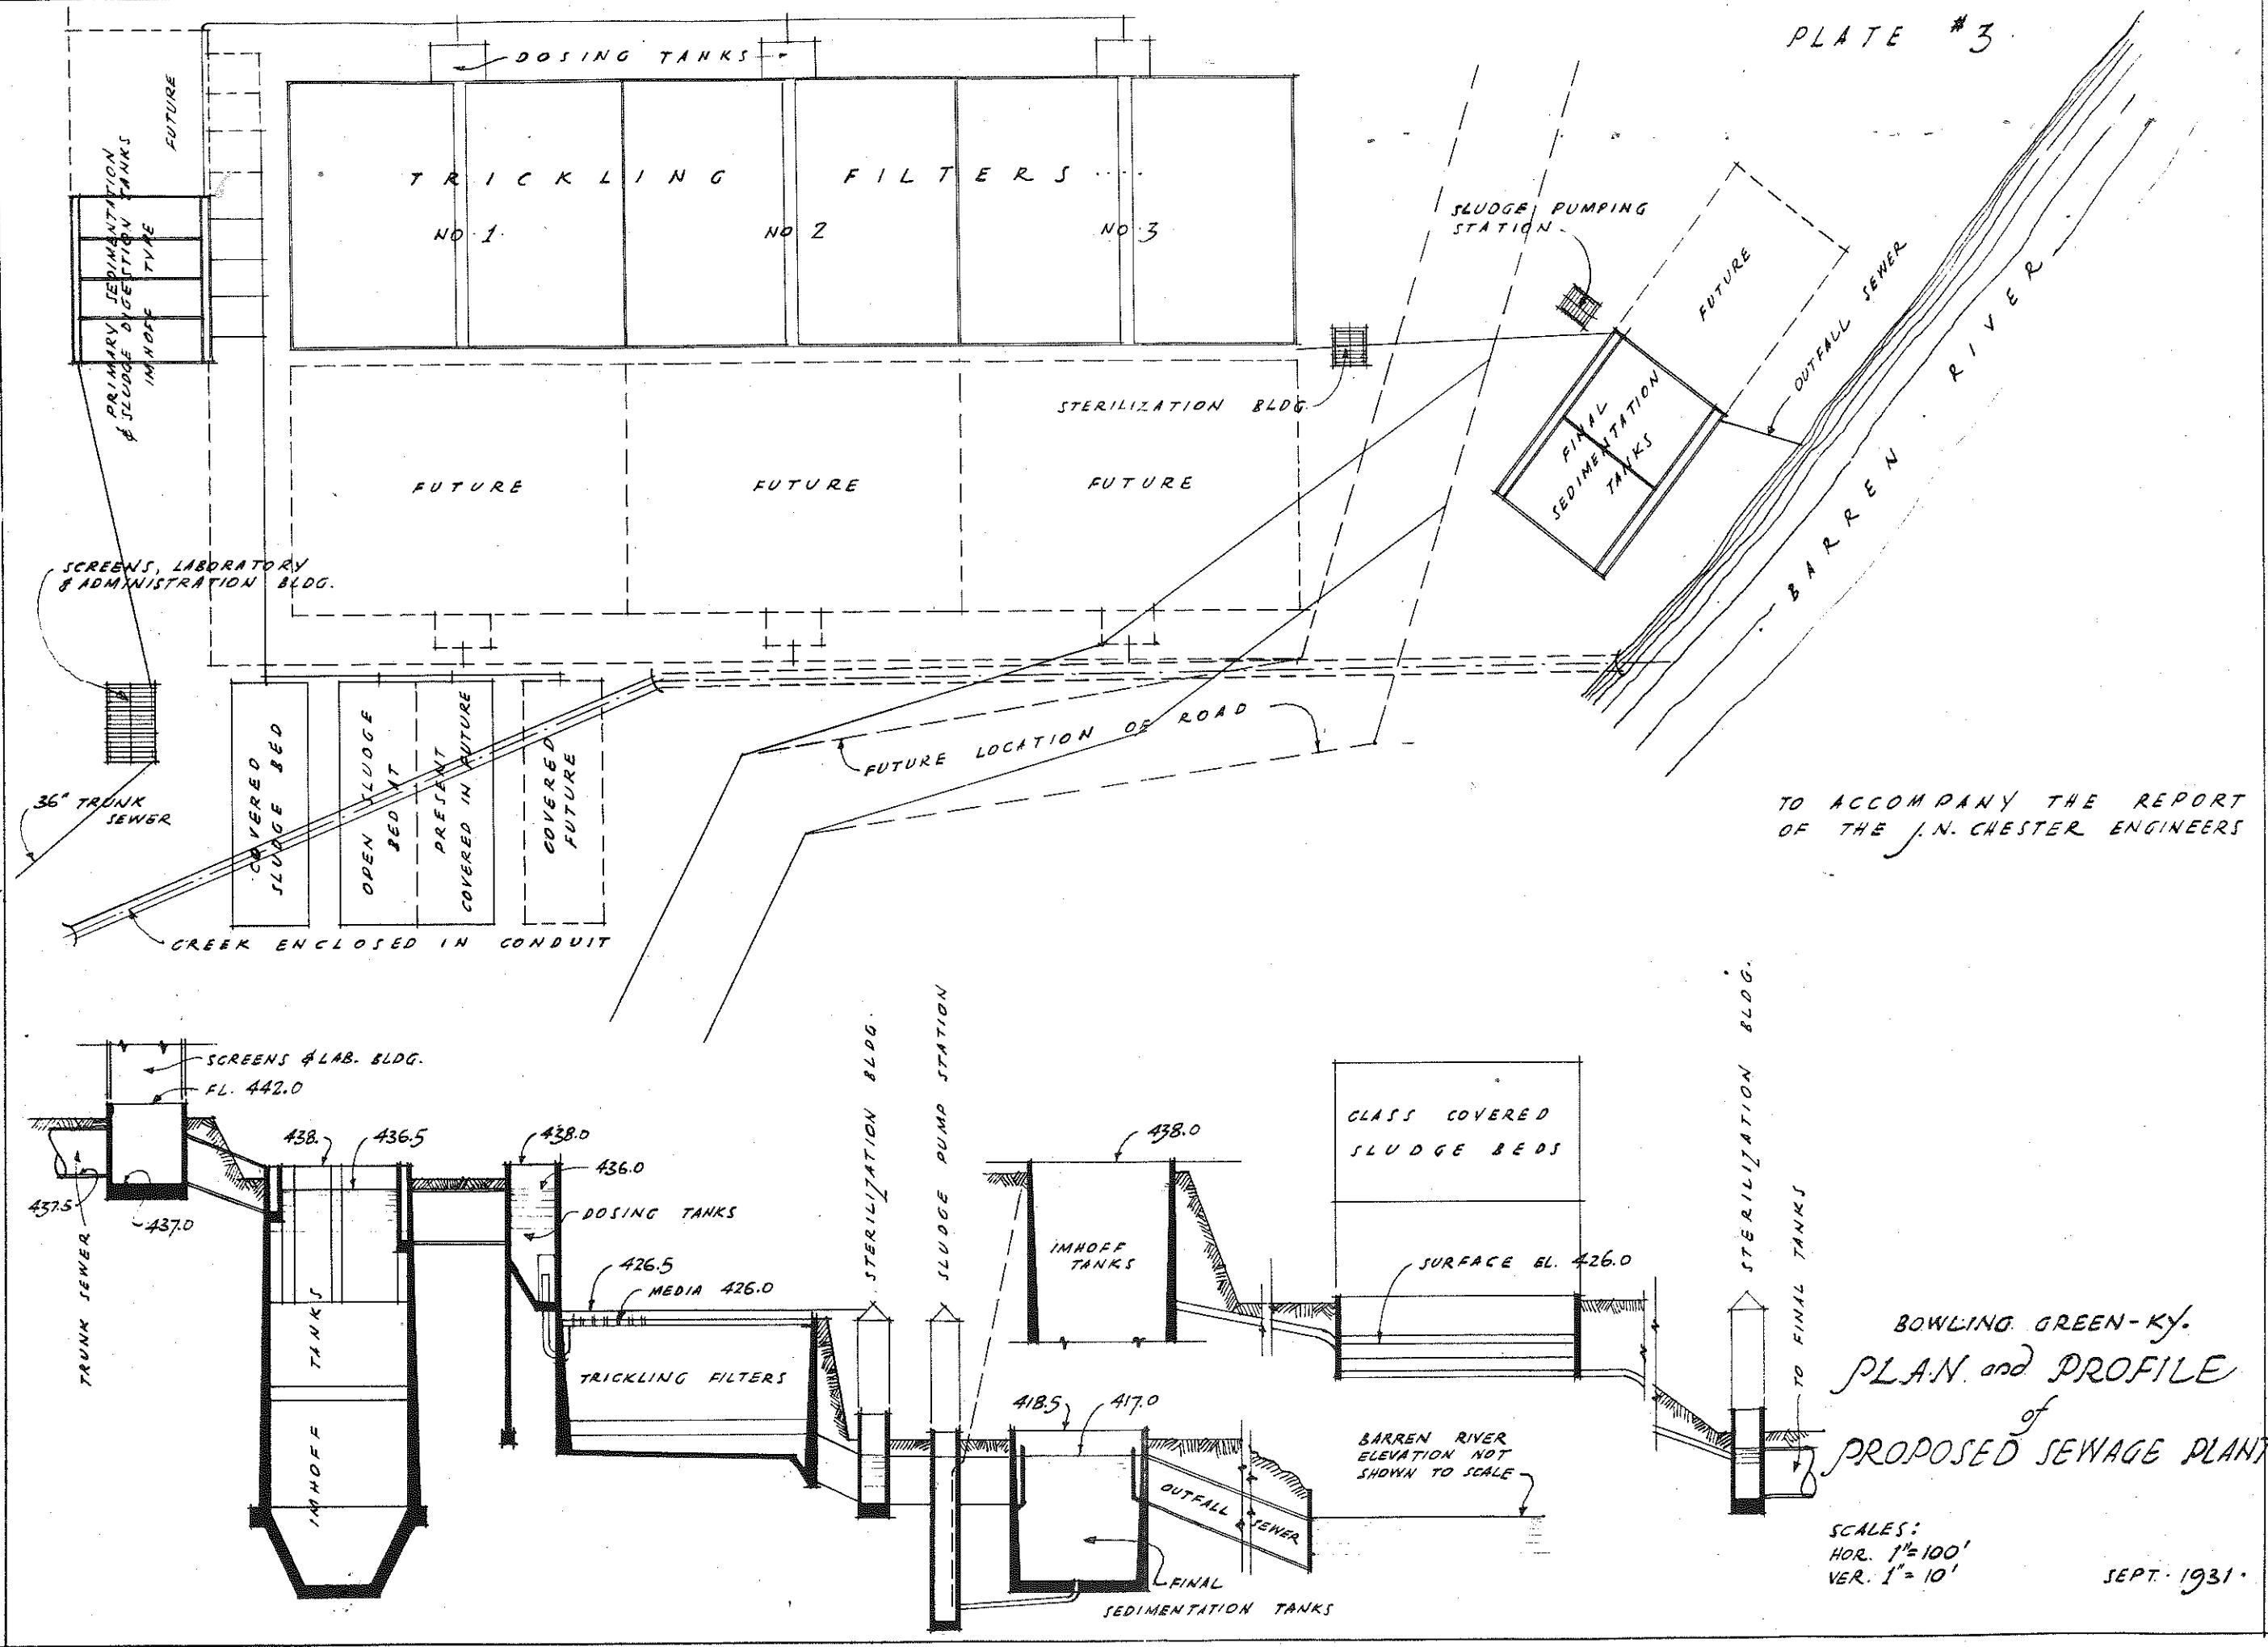 PLATE #3.
DOSING TANKS
FUTURE
PRIMARY SEDIMENTATION
& SLUDGE DIGESTION TANKS
IMHOFF TYPE
TRICKLING FILTERS
NO. 1.
NO 2
NO. 3
SLUDGE PUMPING
STATION.
FUTURE
OUTFALL SEWER
BARREN RIVER
STERILIZATION BLDG.
FINAL
SEDIMENTATION
TANKS
FUTURE
FUTURE
FUTURE
SCREENS, LABORATORY
& ADMINISTRATION BLDG.
36" TRUNK
SEWER
COVERED
SLUDGE BED
OPEN SLUDGE
BED AT
PRESENT
COVERED IN FUTURE
COVERED
FUTURE
FUTURE LOCATION OF ROAD
CREEK ENCLOSED IN CONDUIT
TO ACCOMPANY THE REPORT
OF THE J.N. CHESTER ENGINEERS
SCREENS & LAB. BLDG.
FL. 442.0
438.
436.5
438.0
436.0
437.5
437.0
TRUNK SEWER
IMHOFF TANKS
DOSING TANKS
426.5
MEDIA 426.0
TRICKLING FILTERS
STERILIZATION BLDG.
SLUDGE PUMP STATION
438.0
IMHOFF
TANKS
GLASS COVERED
SLUDGE BEDS
SURFACE EL. 426.0
STERILIZATION BLDG.
TO FINAL TANKS
418.5
417.0
OUTFALL SEWER
BARREN RIVER
ELEVATION NOT
SHOWN TO SCALE
FINAL
SEDIMENTATION TANKS
BOWLING GREEN-KY.
PLAN and PROFILE
of
PROPOSED SEWAGE PLANT
SCALES:
HOR. 1"=100'
VER. 1"=10'
SEPT. 1931.